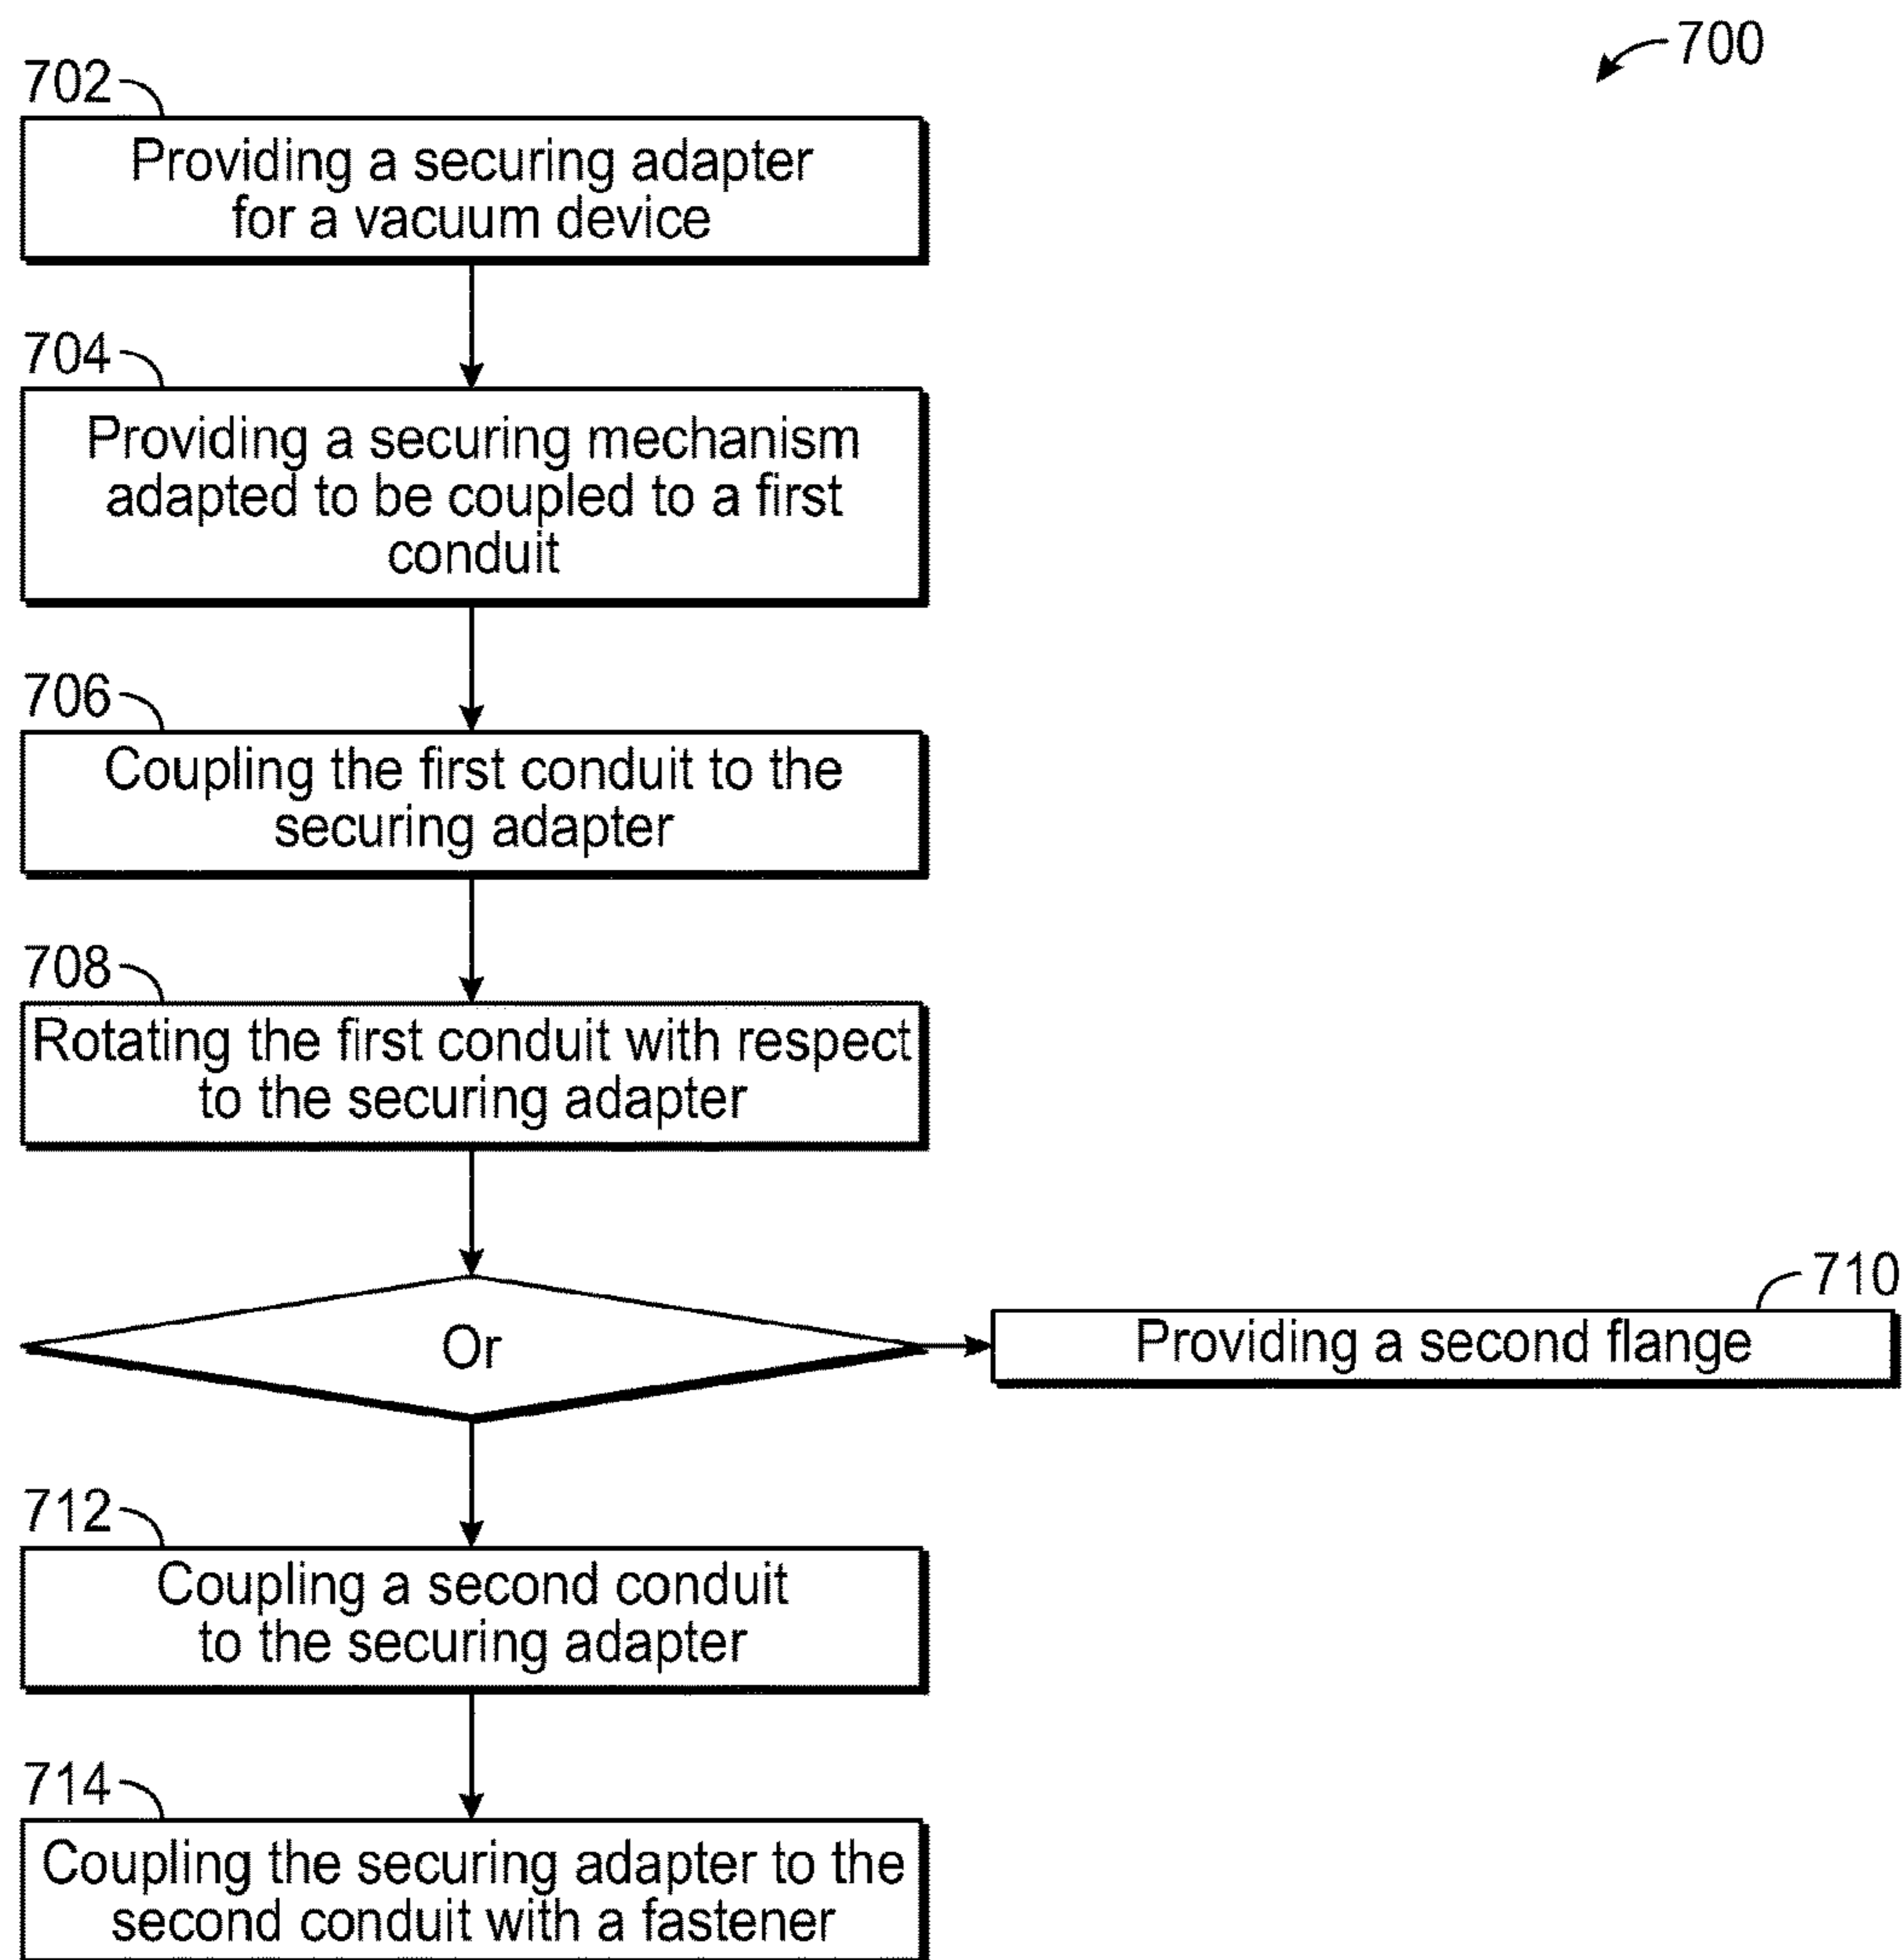 700
702
Providing a securing adapter
for a vacuum device
704
Providing a securing mechanism
adapted to be coupled to a first
conduit
706
Coupling the first conduit to the
securing adapter
708
Rotating the first conduit with respect
to the securing adapter
Or
710
Providing a second flange
712
Coupling a second conduit
to the securing adapter
714
Coupling the securing adapter to the
second conduit with a fastener